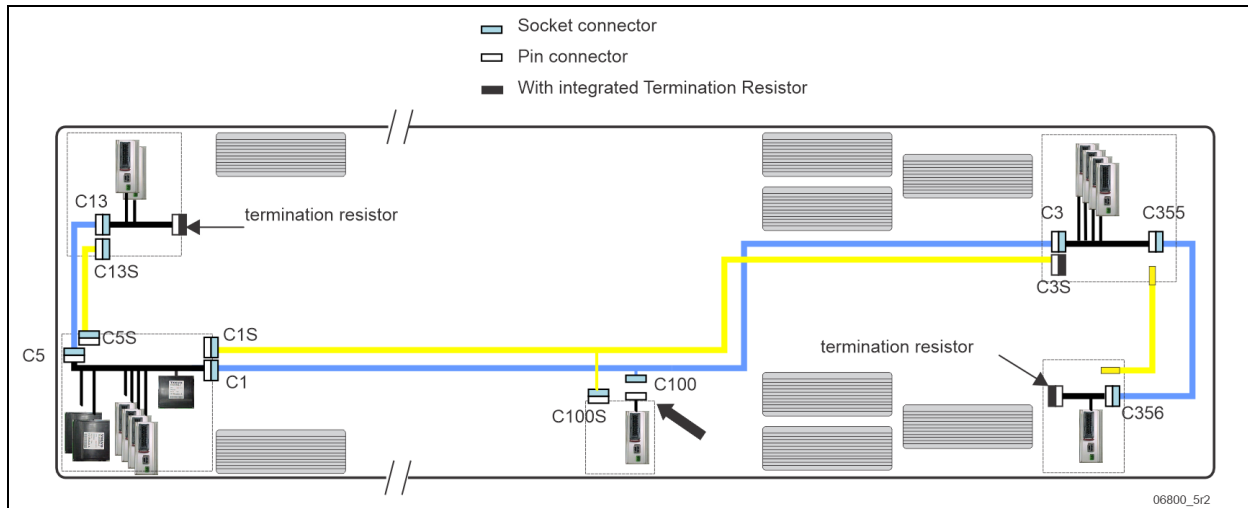 Socket connector
Pin connector
With integrated Termination Resistor
C13
termination resistor
C13S
C5
C5S
C1S
C1
C100
C100S
C3
C355
C3S
termination resistor
C356
06800_5r2